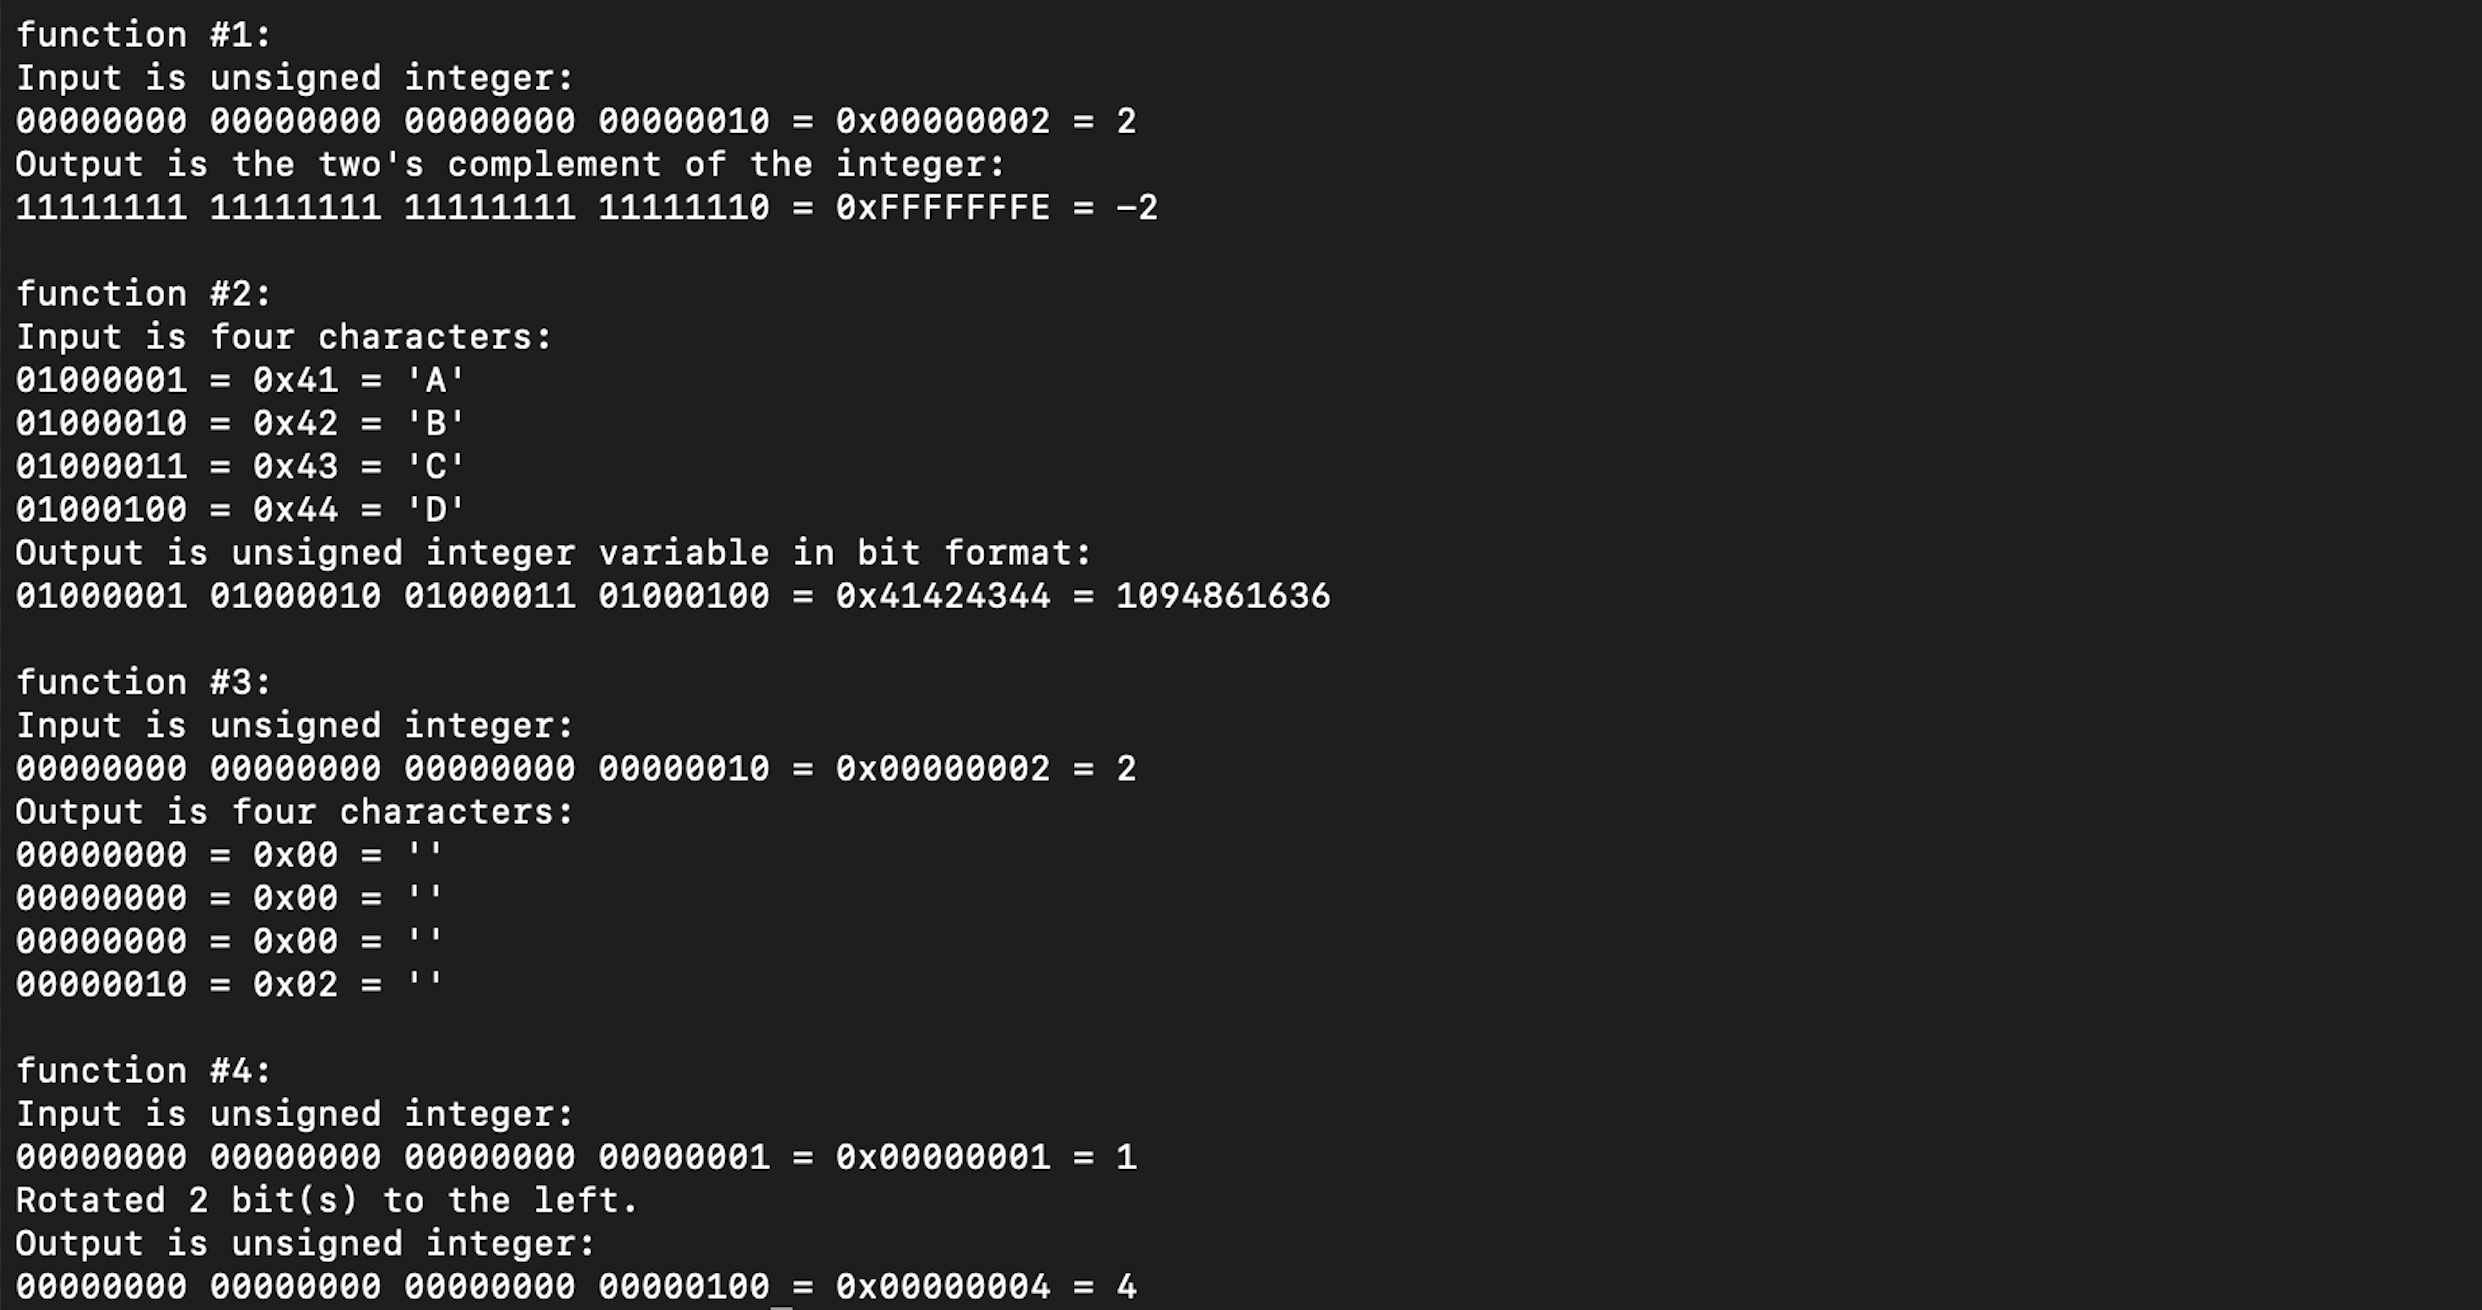 function #1:
Input is unsigned integer:
00000000 00000000 00000000 00000010 = 0x00000002 = 2
Output is the two's complement of the integer:
11111111 11111111 11111111 11111110 = 0xFFFFFFFE = -2
function #2:
Input is four characters:
01000001 = 0x41 = 'A'
01000010 = 0x42 = 'B'
01000011 = 0x43 = 'C'
01000100 = 0x44 = 'D'
Output is unsigned integer variable in bit format:
01000001 01000010 01000011 01000100 = 0x41424344 = 1094861636
function #3:
Input is unsigned integer:
00000000 00000000 00000000 00000010 = 0x00000002 = 2
Output is four characters:
00000000 = 0x00 = ''
00000000 = 0x00 = ''
00000000 = 0x00 = ''
00000010 = 0x02 = ''
function #4:
Input is unsigned integer:
00000000 00000000 00000000 00000001 = 0x00000001 = 1
Rotated 2 bit(s) to the left.
Output is unsigned integer:
00000000 00000000 00000000 00000100 = 0x00000004 = 4